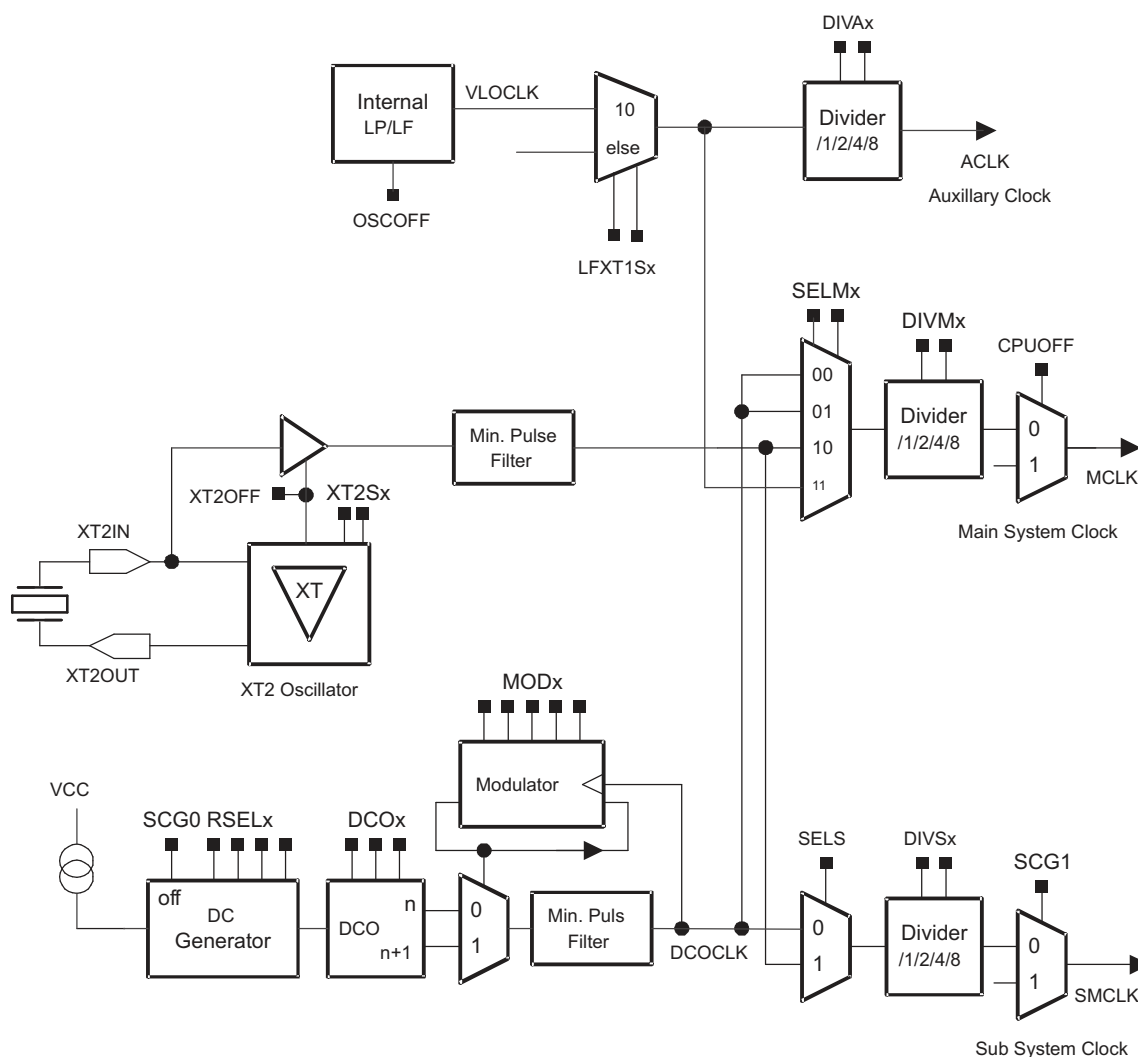 DIVAx
Internal
LP/LF
VLOCLK
10
else
Divider
/1/2/4/8
ACLK
Auxillary Clock
OSCOFF
LFXT1Sx
SELMx
DIVMx
CPUOFF
00
01
10
11
Divider
/1/2/4/8
0
1
MCLK
Main System Clock
Min. Pulse
Filter
XT2OFF
XT2Sx
XT2IN
XT
XT2OUT
XT2 Oscillator
MODx
Modulator
VCC
SCG0 RSELx
DCOx
off
DC
Generator
DCO
n
n+1
0
1
Min. Puls
Filter
DCOCLK
SELS
DIVSx
SCG1
0
1
Divider
/1/2/4/8
0
1
SMCLK
Sub System Clock